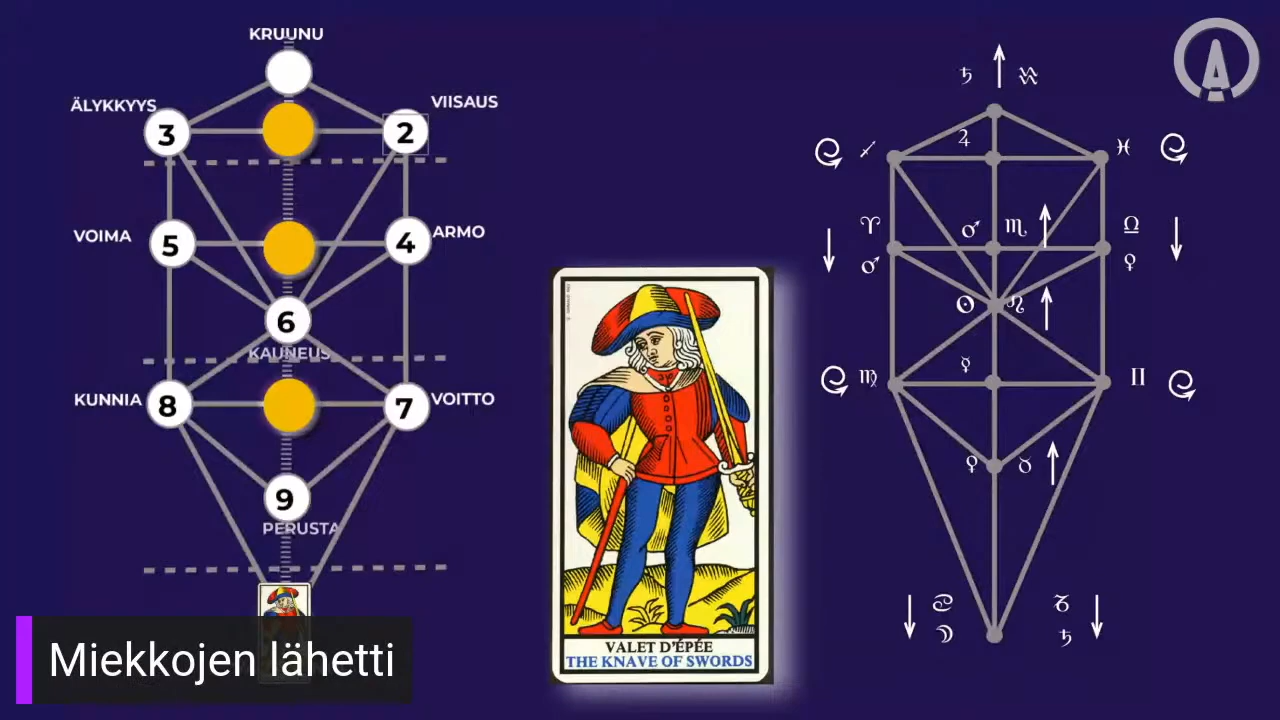 KRUUNU
ÄLYKKYYS
VIISAUS
3
2
VOIMA
ARMO
5
4
6
KAUNEUS
KUNNIA
VOITTO
8
7
9
PERUSTA
VALET D'ÉPÉE
THE KNAVE OF SWORDS
Miekkojen lähetti
♄ ♒
♃
♐ ♓
♈ ♂ ♏ ♎
♂ ♀
☉ ♌
♍ ☿ ♊
♀ ♉
♋ ♑
☽ ♄